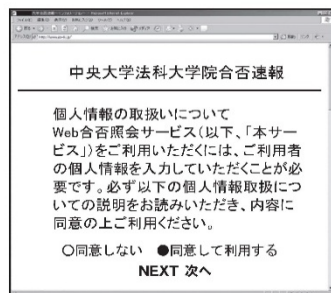 中央大学法科大学院合否速報
個人情報の取扱いについて
Web合否照会サービス(以下、「本サー
ビス」)をご利用いただくには、ご利用者
の個人情報を入力していただくことが必
要です。必ず以下の個人情報取扱につ
いての説明をお読みいただき、内容に
同意の上ご利用ください。
○同意しない ●同意して利用する
NEXT 次へ